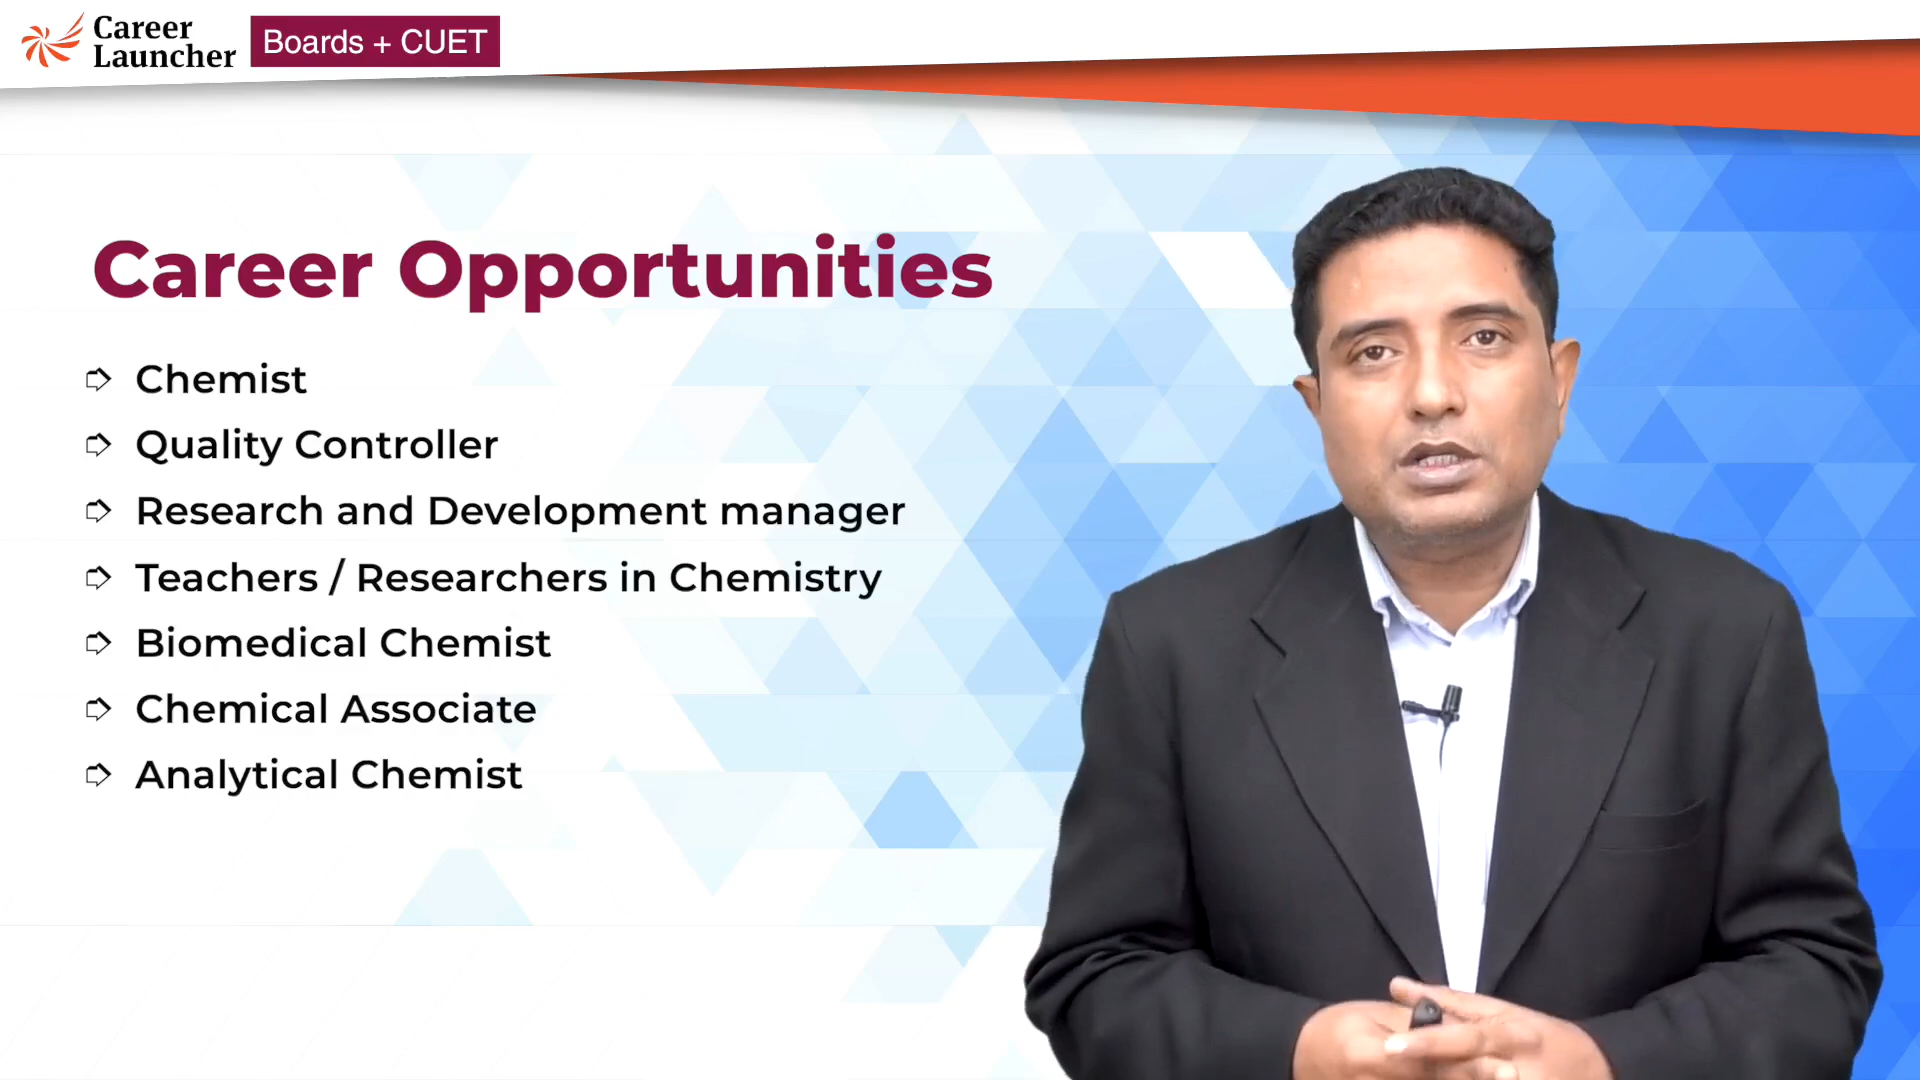 Career
Launcher
Boards + CUET
Career Opportunities
Chemist
Quality Controller
Research and Development manager
Teachers / Researchers in Chemistry
Biomedical Chemist
Chemical Associate
Analytical Chemist